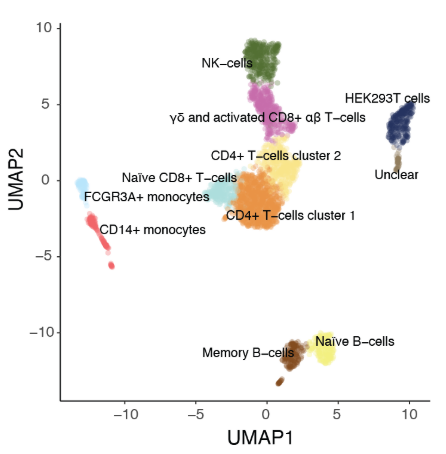 10
NK−cells
HEK293T cells
5
γδ and activated CD8+ αβ T−cells
CD4+ T−cells cluster 2
Unclear
Naïve CD8+ T−cells
0
FCGR3A+ monocytes
CD4+ T−cells cluster 1
CD14+ monocytes
−5
−10
Naïve B−cells
Memory B−cells
−10
−5
0
5
10
UMAP1
UMAP2